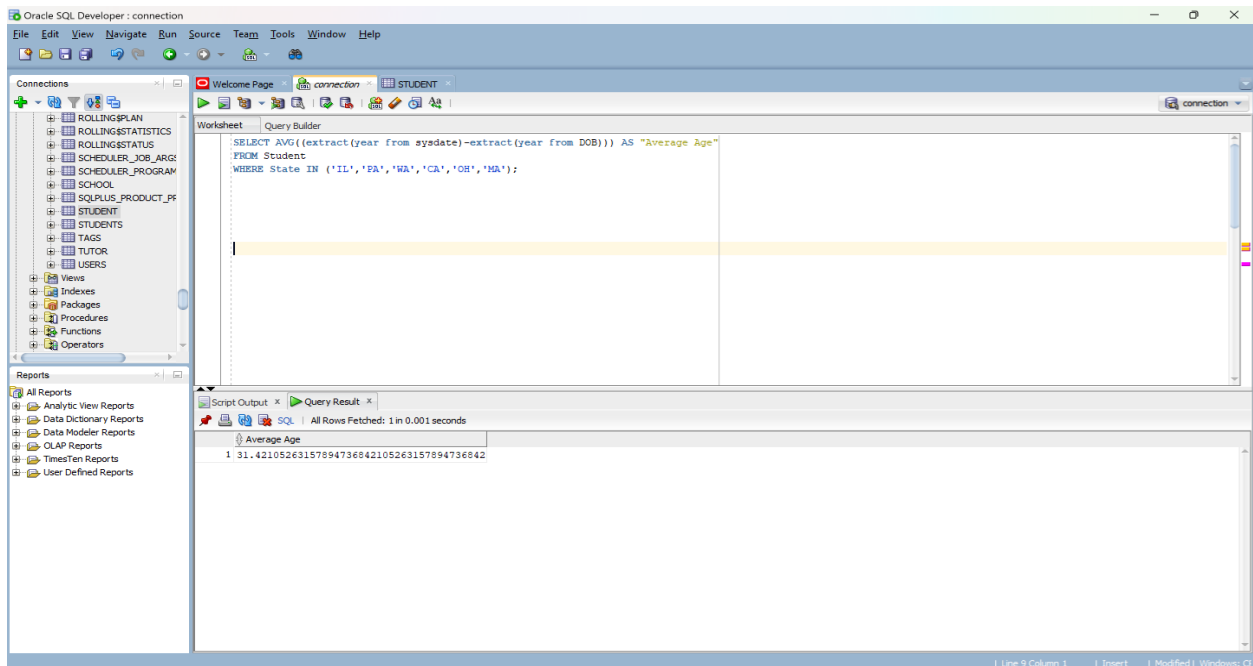 Oracle SQL Developer : connection
File Edit View Navigate Run Source Team Tools Window Help
Connections
Welcome Page
connection
STUDENT
connection
ROLLING$PLAN
ROLLING$STATISTICS
ROLLING$STATUS
SCHEDULER_JOB_ARGS
SCHEDULER_PROGRAM
SCHOOL
SQLPLUS_PRODUCT_PR
STUDENT
STUDENTS
TAGS
TUTOR
USERS
Views
Indexes
Packages
Procedures
Functions
Operators
Worksheet Query Builder
SELECT AVG((extract(year from sysdate)-extract(year from DOB))) AS "Average Age"
FROM Student
WHERE State IN ('IL','PA','WA','CA','OH','MA');
Reports
All Reports
Analytic View Reports
Data Dictionary Reports
Data Modeler Reports
OLAP Reports
TimesTen Reports
User Defined Reports
Script Output x Query Result x
SQL | All Rows Fetched: 1 in 0.001 seconds
Average Age
1 31.4210526315789473684210526315789473684​2
Line 9 Column 1 | Insert | Modified | Windows: C